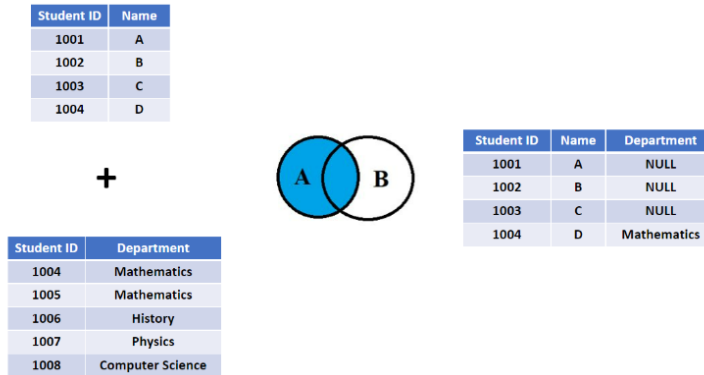 Student ID Name
1001 A
1002 B
1003 C
1004 D
+
Student ID Department
1004 Mathematics
1005 Mathematics
1006 History
1007 Physics
1008 Computer Science
A B
Student ID Name Department
1001 A NULL
1002 B NULL
1003 C NULL
1004 D Mathematics